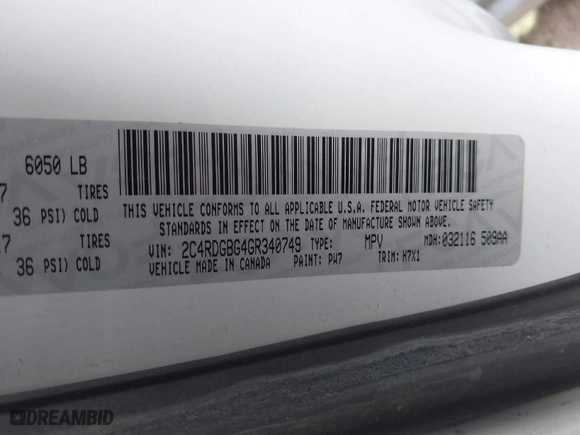 6050 LB
7 TIRES
36 PSI) COLD
.7 TIRES
36 PSI) COLD
THIS VEHICLE CONFORMS TO ALL APPLICABLE U.S.A. FEDERAL MOTOR VEHICLE SAFETY
STANDARDS IN EFFECT ON THE DATE OF MANUFACTURE SHOWN ABOVE.
VIN: 2C4RDGBG4GR340749 TYPE: MPV MDH: 032116 509AA
VEHICLE MADE IN CANADA PAINT: PW7 TRIM: H7X1
DREAMBID